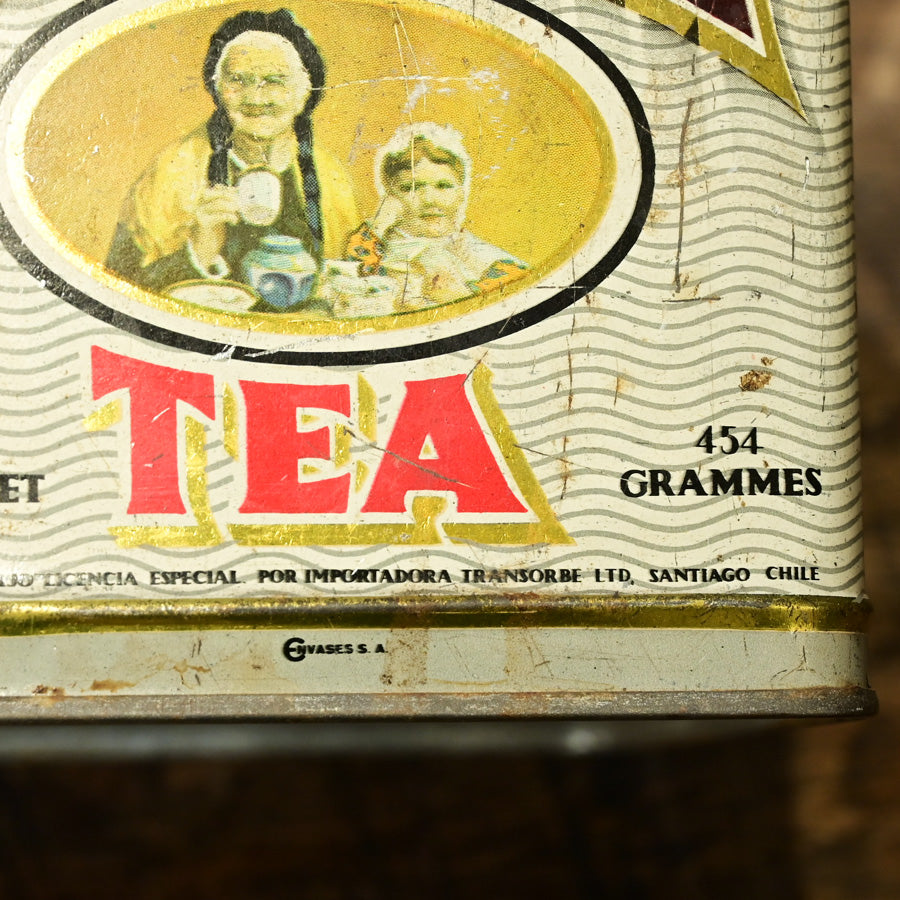 TEA
454
GRAMMES
ET
LICENCIA ESPECIAL. POR IMPORTADORA TRANSORBE LTD. SANTIAGO CHILE
ENVASES S. A.